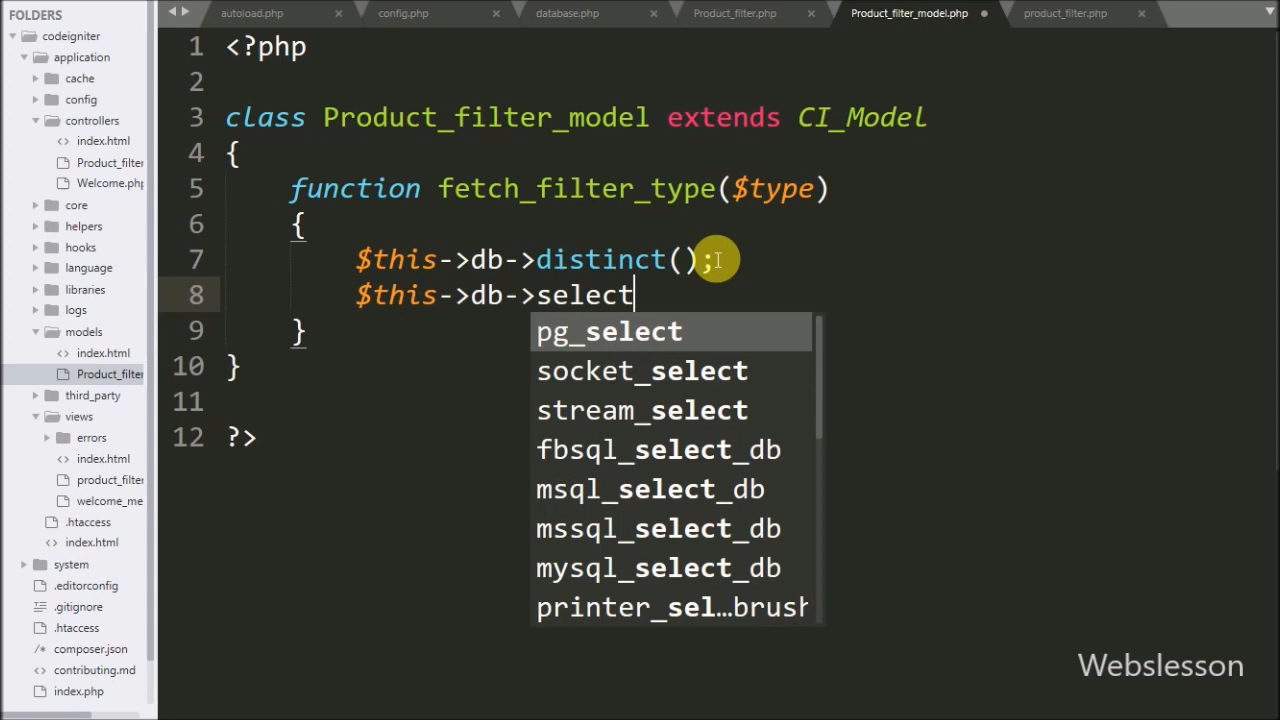 FOLDERS
codeigniter
application
cache
config
controllers
index.html
Product_filter
Welcome.php
core
helpers
hooks
language
libraries
logs
models
index.html
Product_filter
third_party
views
errors
index.html
product_filter
welcome_me
.htaccess
index.html
system
.editorconfig
.gitignore
.htaccess
composer.json
contributing.md
index.php
autoload.php
config.php
database.php
Product_filter.php
Product_filter_model.php
product_filter.php
1 <?php
2
3 class Product_filter_model extends CI_Model
4 {
5 function fetch_filter_type($type)
6 {
7 $this->db->distinct();
8 $this->db->select
9 }
10 }
11
12 ?>
pg_select
socket_select
stream_select
fbsql_select_db
msql_select_db
mssql_select_db
mysql_select_db
printer_sel…brush
Webslesson